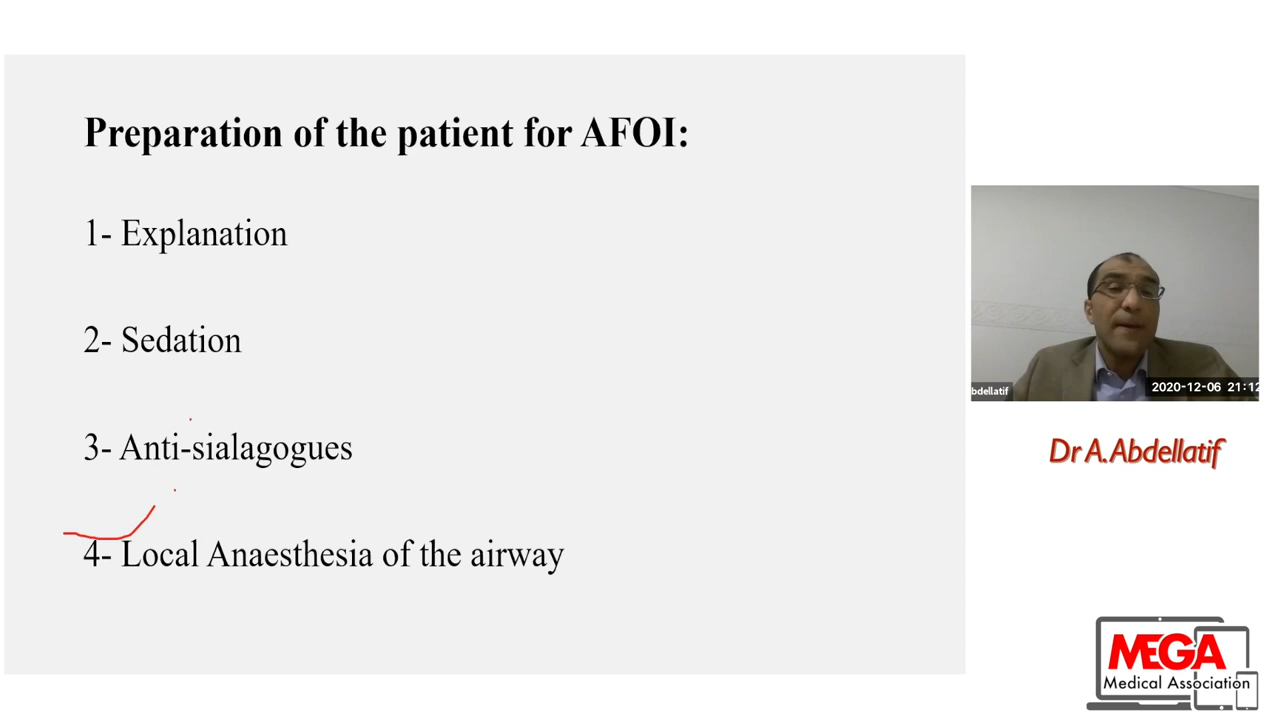 Preparation of the patient for AFOI:
1- Explanation
2- Sedation
3- Anti-sialagogues
4- Local Anaesthesia of the airway
bdellatif
2020-12-06 21:12
Dr A.Abdellatif
MEGA
Medical Association